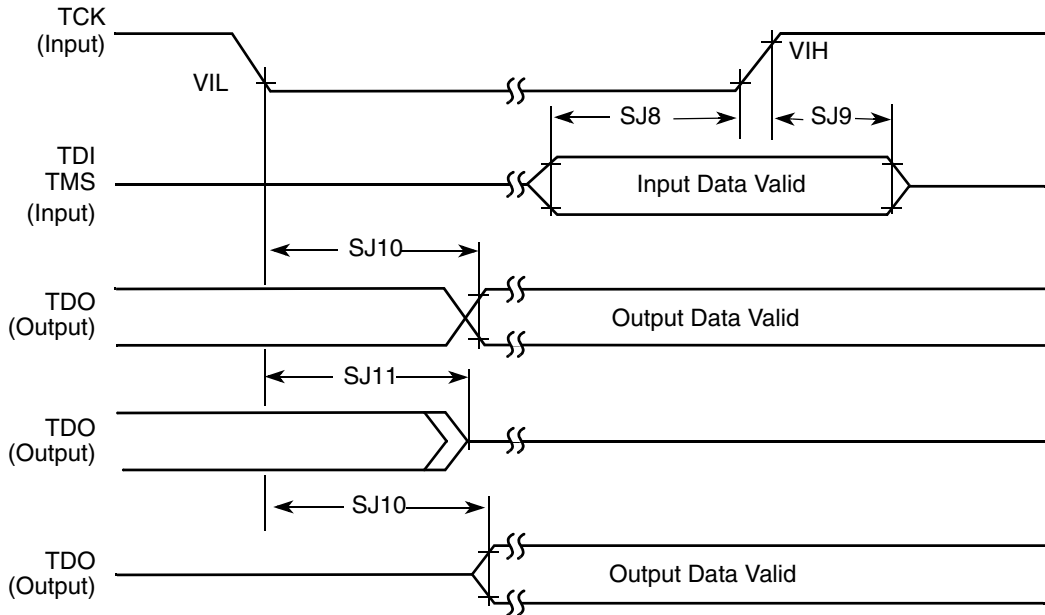 TCK
(Input)
VIL
VIH
SJ8
SJ9
TDI
TMS
(Input)
Input Data Valid
SJ10
TDO
(Output)
Output Data Valid
SJ11
TDO
(Output)
SJ10
TDO
(Output)
Output Data Valid